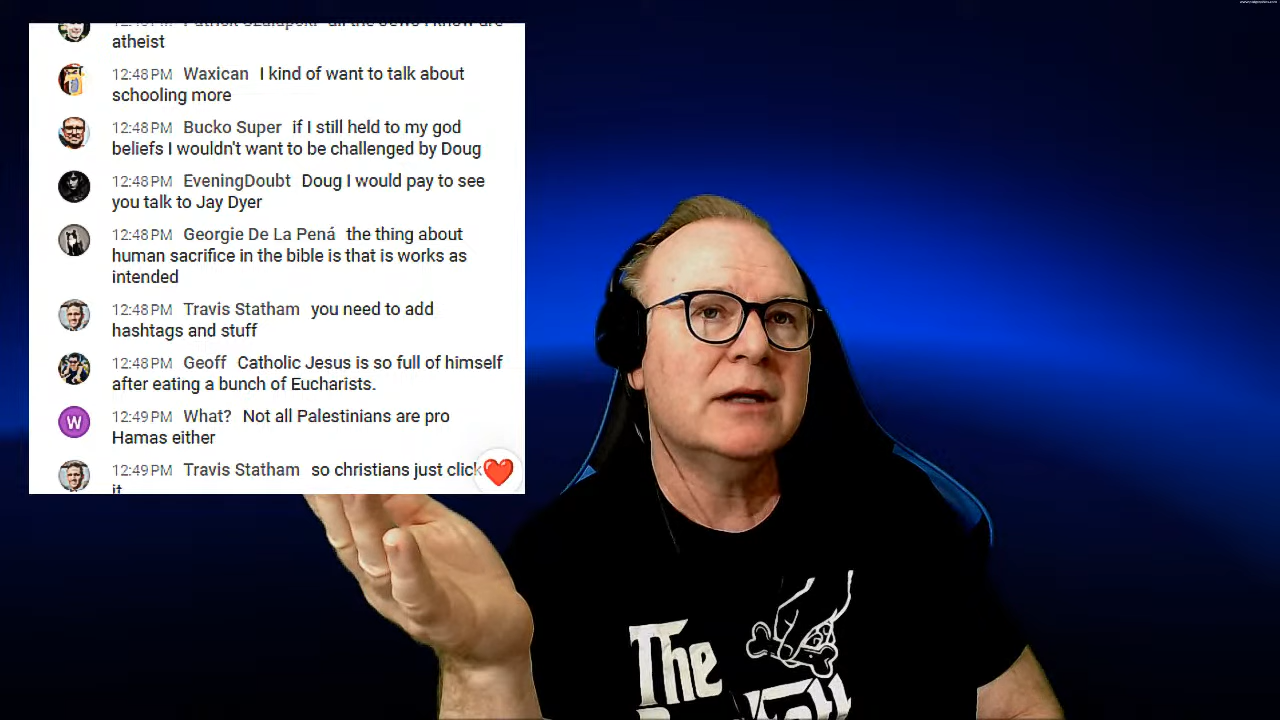 atheist
12:48 PM Waxican I kind of want to talk about
schooling more
12:48 PM Bucko Super if I still held to my god
beliefs I wouldn't want to be challenged by Doug
12:48 PM EveningDoubt Doug I would pay to see
you talk to Jay Dyer
12:48 PM Georgie De La Pená the thing about
human sacrifice in the bible is that is works as
intended
12:48 PM Travis Statham you need to add
hashtags and stuff
12:48 PM Geoff Catholic Jesus is so full of himself
after eating a bunch of Eucharists.
W
12:49 PM What? Not all Palestinians are pro
Hamas either
12:49 PM Travis Statham so christians just click
it
The